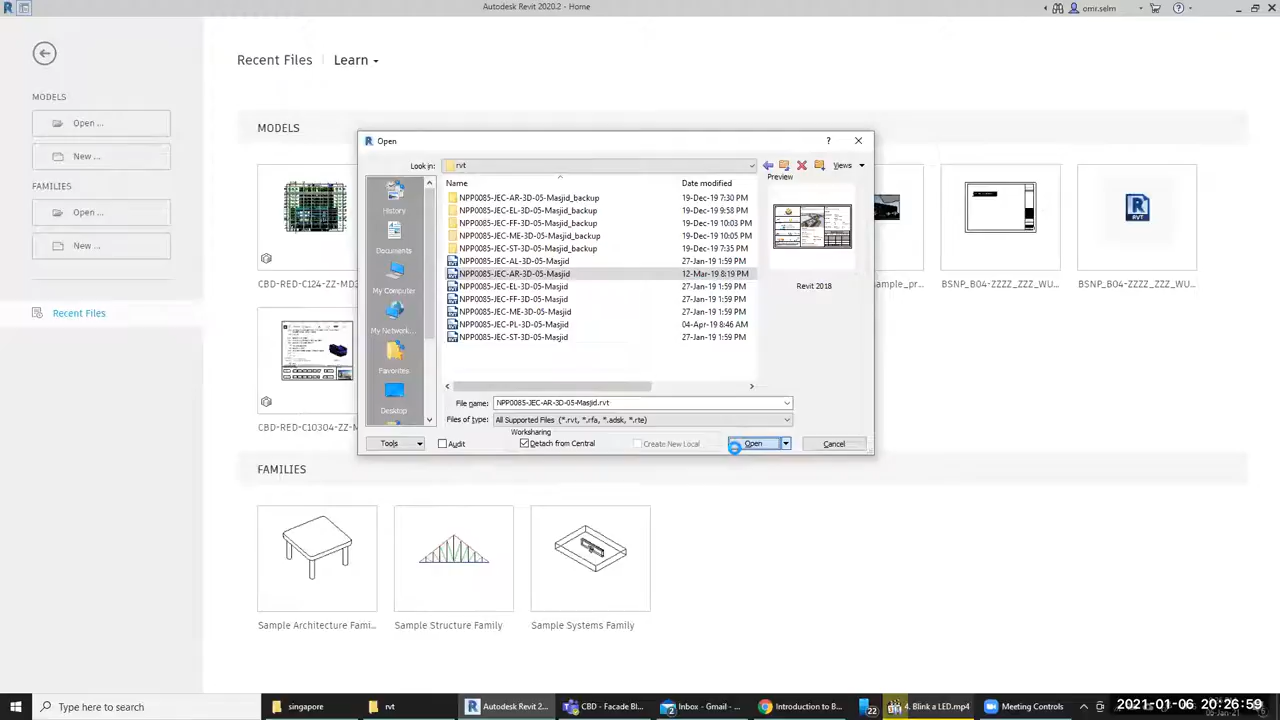 Autodesk Revit 2020.2 - Home
omr.selm
Recent Files
Learn
MODELS
Open ...
New ...
FAMILIES
Open ...
New ...
Recent Files
MODELS
CBD-RED-C124-ZZ-MD3
CBD-RED-C10304-ZZ-MD
ample_pr...
BSNP_B04-ZZZZ_ZZZ_WU...
BSNP_B04-ZZZZ_ZZZ_WU...
RVT
Open
Look in:
rvt
Views
History
Documents
My Computer
My Network...
Favorites
Desktop
Name
Date modified
NPP0085-JEC-AR-3D-05-Masjid_backup 19-Dec-19 7:30 PM
NPP0085-JEC-EL-3D-05-Masjid_backup 19-Dec-19 9:58 PM
NPP0085-JEC-FF-3D-05-Masjid_backup 19-Dec-19 10:03 PM
NPP0085-JEC-ME-3D-05-Masjid_backup 19-Dec-19 10:05 PM
NPP0085-JEC-ST-3D-05-Masjid_backup 19-Dec-19 7:35 PM
NPP0085-JEC-AL-3D-05-Masjid 27-Jan-19 1:59 PM
NPP0085-JEC-AR-3D-05-Masjid 12-Mar-19 8:19 PM
NPP0085-JEC-EL-3D-05-Masjid 27-Jan-19 1:59 PM
NPP0085-JEC-FF-3D-05-Masjid 27-Jan-19 1:59 PM
NPP0085-JEC-ME-3D-05-Masjid 27-Jan-19 1:59 PM
NPP0085-JEC-PL-3D-05-Masjid 04-Apr-19 8:46 AM
NPP0085-JEC-ST-3D-05-Masjid 27-Jan-19 1:59 PM
Preview
Revit 2018
File name:
NPP0085-JEC-AR-3D-05-Masjid.rvt
Files of type:
All Supported Files (*.rvt, *.rfa, *.adsk, *.rte)
Worksharing
Tools
Audit
Detach from Central
Create New Local
Open
Cancel
FAMILIES
Sample Architecture Fami...
Sample Structure Family
Sample Systems Family
Type here to search
singapore
rvt
Autodesk Revit 2...
CBD - Facade Bl...
Inbox - Gmail - ...
Introduction to B...
22
4. Blink a LED.mp4
Meeting Controls
2021-01-06 20:26:59